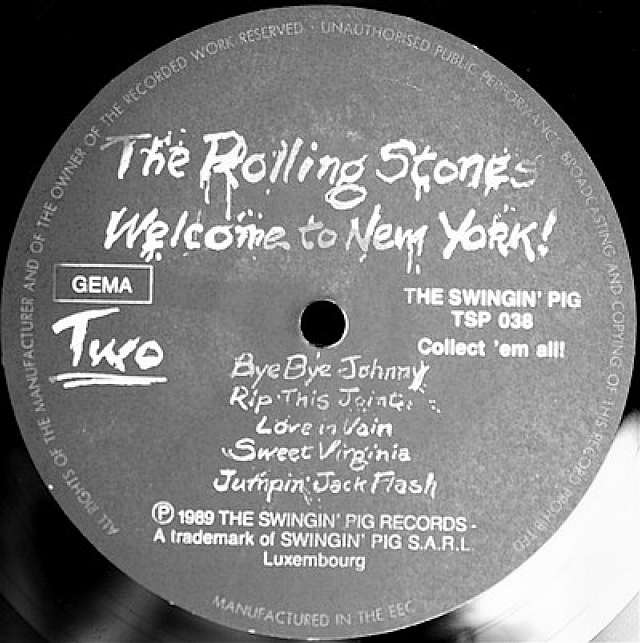 ALL RIGHTS OF THE MANUFACTURER AND OF THE OWNER OF THE RECORDED WORK RESERVED · UNAUTHORISED PUBLIC PERFORMANCE BROADCASTING AND COPYING OF THIS RECORD PROHIBITED
The Rolling Stones
Welcome to New York!
GEMA
Two
THE SWINGIN' PIG
TSP 038
Collect 'em all!
Bye Bye Johnny
Rip This Joint
Love in Vain
Sweet Virginia
Jumpin' Jack Flash
℗ 1989 THE SWINGIN' PIG RECORDS -
A trademark of SWINGIN' PIG S.A.R.L.
Luxembourg
MANUFACTURED IN THE EEC